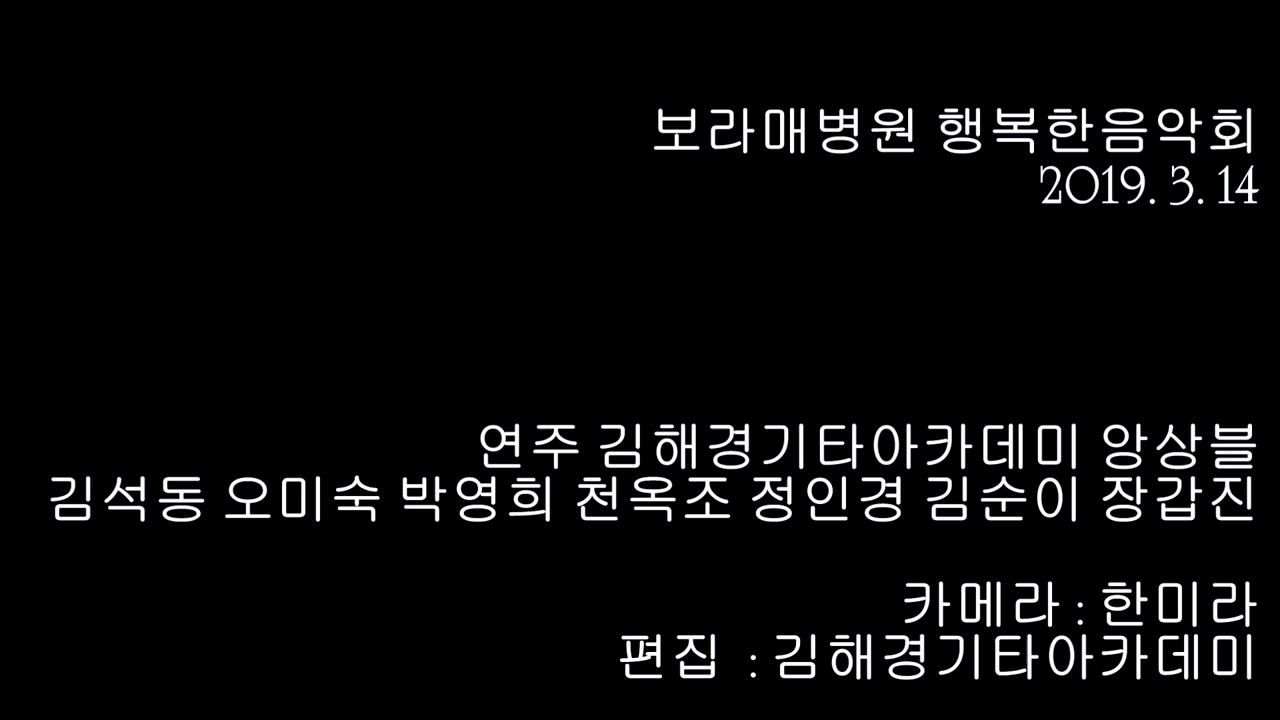 보라매병원 행복한음악회
2019. 3. 14
연주 김해경기타아카데미 앙상블
김석동 오미숙 박영희 천옥조 정인경 김순이 장갑진
카메라 : 한미라
편집 : 김해경기타아카데미